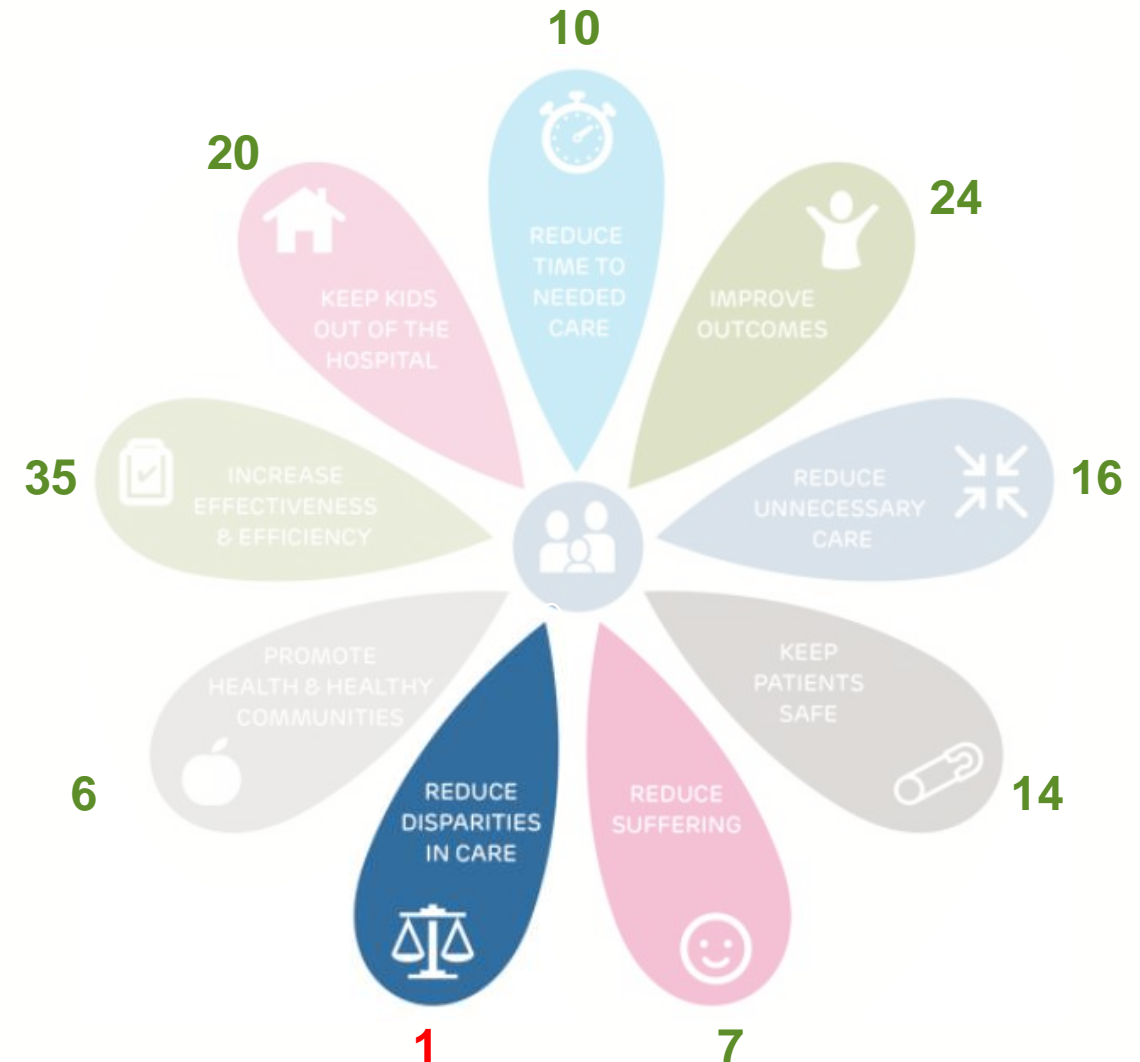 10
REDUCE
TIME TO
NEEDED
CARE
24
IMPROVE
OUTCOMES
16
REDUCE
UNNECESSARY
CARE
14
KEEP
PATIENTS
SAFE
7
REDUCE
SUFFERING
1
REDUCE
DISPARITIES
IN CARE
6
PROMOTE
HEALTH & HEALTHY
COMMUNITIES
35
INCREASE
EFFECTIVENESS
& EFFICIENCY
20
KEEP KIDS
OUT OF THE
HOSPITAL